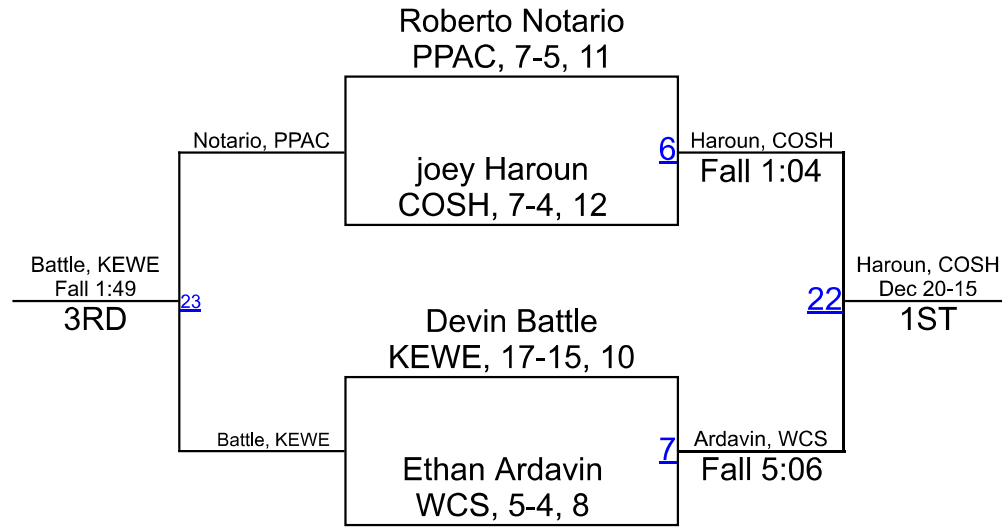 Roberto Notario
PPAC, 7-5, 11
Notario, PPAC
6
Haroun, COSH
Fall 1:04
joey Haroun
COSH, 7-4, 12
Battle, KEWE
Fall 1:49
3RD
23
22
Haroun, COSH
Dec 20-15
1ST
Devin Battle
KEWE, 17-15, 10
Battle, KEWE
7
Ardavin, WCS
Fall 5:06
Ethan Ardavin
WCS, 5-4, 8